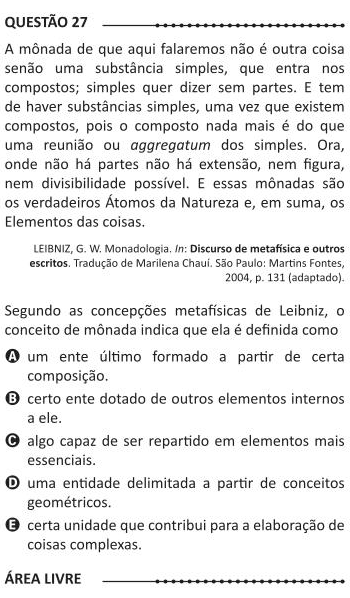 QUESTÃO 27
A mônada de que aqui falaremos não é outra coisa
senão uma substância simples, que entra nos
compostos; simples quer dizer sem partes. E tem
de haver substâncias simples, uma vez que existem
compostos, pois o composto nada mais é do que
uma reunião ou aggregatum dos simples. Ora,
onde não há partes não há extensão, nem figura,
nem divisibilidade possível. E essas mônadas são
os verdadeiros Átomos da Natureza e, em suma, os
Elementos das coisas.
LEIBNIZ, G. W. Monadologia. In: Discurso de metafísica e outros
escritos. Tradução de Marilena Chauí. São Paulo: Martins Fontes,
2004, p. 131 (adaptado).
Segundo as concepções metafísicas de Leibniz, o
conceito de mônada indica que ela é definida como
A um ente último formado a partir de certa
composição.
B certo ente dotado de outros elementos internos
a ele.
C algo capaz de ser repartido em elementos mais
essenciais.
D uma entidade delimitada a partir de conceitos
geométricos.
E certa unidade que contribui para a elaboração de
coisas complexas.
ÁREA LIVRE